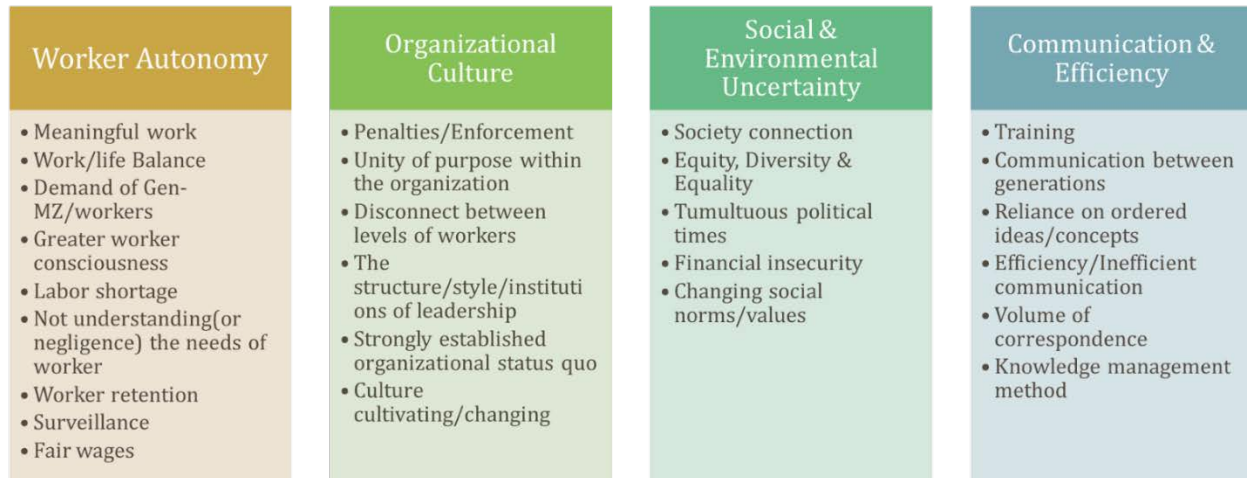 Worker Autonomy
• Meaningful work
• Work/life Balance
• Demand of Gen-
MZ/workers
• Greater worker
consciousness
• Labor shortage
• Not understanding(or
negligence) the needs of
worker
• Worker retention
• Surveillance
• Fair wages
Organizational
Culture
• Penalties/Enforcement
• Unity of purpose within
the organization
• Disconnect between
levels of workers
• The
structure/style/instituti
ons of leadership
• Strongly established
organizational status quo
• Culture
cultivating/changing
Social &
Environmental
Uncertainty
• Society connection
• Equity, Diversity &
Equality
• Tumultuous political
times
• Financial insecurity
• Changing social
norms/values
Communication &
Efficiency
• Training
• Communication between
generations
• Reliance on ordered
ideas/concepts
• Efficiency/Inefficient
communication
• Volume of
correspondence
• Knowledge management
method